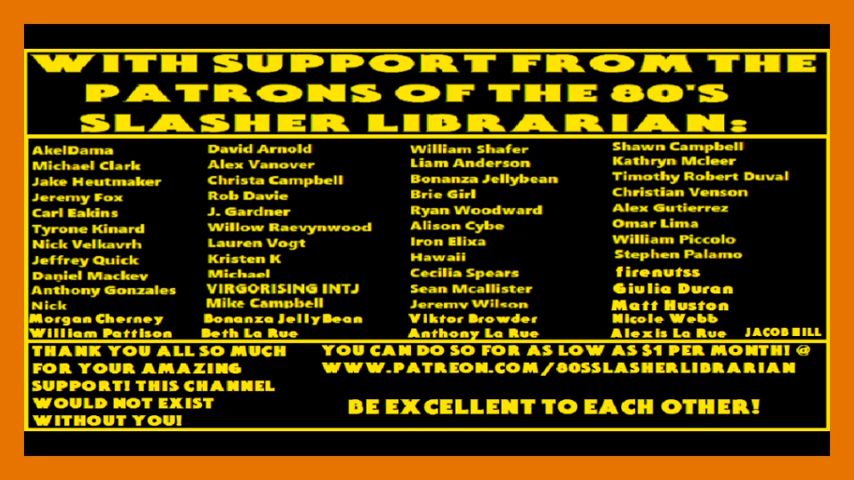 WITH SUPPORT FROM THE
PATRONS OF THE 80'S
SLASHER LIBRARIAN:
AkelDama
Michael Clark
Jake Heutmaker
Jeremy Fox
Carl Eakins
Tyrone Kinard
Nick Velkavrh
Jeffrey Quick
Daniel Mackey
Anthony Gonzales
Nick
Morgan Cherney
William Pattison
David Arnold
Alex Vanover
Christa Campbell
Rob Davie
J. Gardner
Willow Raevynwood
Lauren Vogt
Kristen K
Michael
VIRGORISING INTJ
Mike Campbell
Bonanza JellyBean
Beth La Rue
William Shafer
Liam Anderson
Bonanza Jellybean
Brie Girl
Ryan Woodward
Alison Cybe
Iron Elixa
Hawaii
Cecilia Spears
Sean Mcallister
Jeremy Wilson
Viktor Browder
Anthony La Rue
Shawn Campbell
Kathryn Mcleer
Timothy Robert Duval
Christian Venson
Alex Gutierrez
Omar Lima
William Piccolo
Stephen Palamo
firenutss
Giulia Duran
Matt Huston
Nicole Webb
Alexis La Rue
JACOB HILL
THANK YOU ALL SO MUCH
FOR YOUR AMAZING
SUPPORT! THIS CHANNEL
WOULD NOT EXIST
WITHOUT YOU!
YOU CAN DO SO FOR AS LOW AS $1 PER MONTH! @
WWW.PATREON.COM/80SSLASHERLIBRARIAN
BE EXCELLENT TO EACH OTHER!